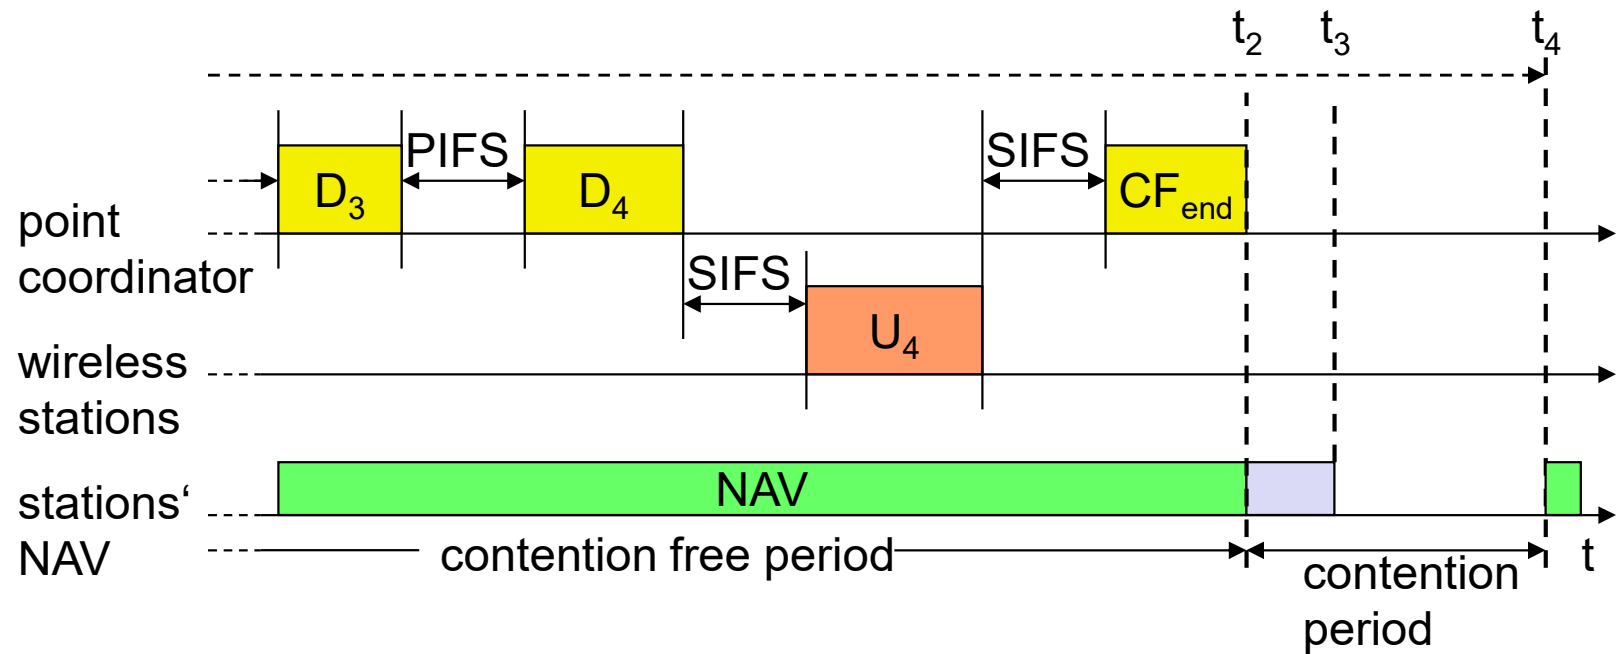 t2 t3 t4
PIFS SIFS
D3 D4 CFend
point
coordinator
SIFS
U4
wireless
stations
NAV
stations‘
NAV
contention free period t
contention
period